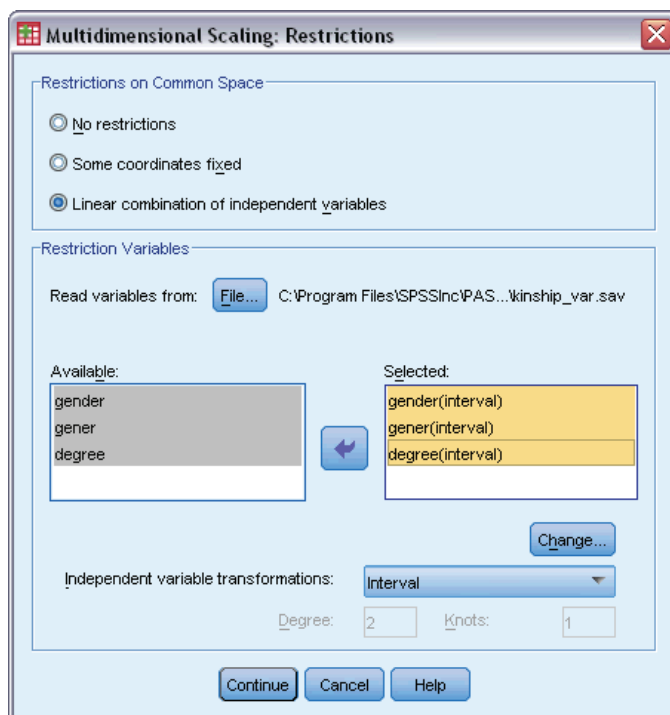 Multidimensional Scaling: Restrictions
Restrictions on Common Space
No restrictions
Some coordinates fixed
Linear combination of independent variables
Restriction Variables
Read variables from: File... C:\Program Files\SPSSInc\PAS...\kinship_var.sav
Available: Selected:
gender gender(interval)
gener gener(interval)
degree degree(interval)
Change...
Independent variable transformations: Interval
Degree: 2 Knots: 1
Continue Cancel Help